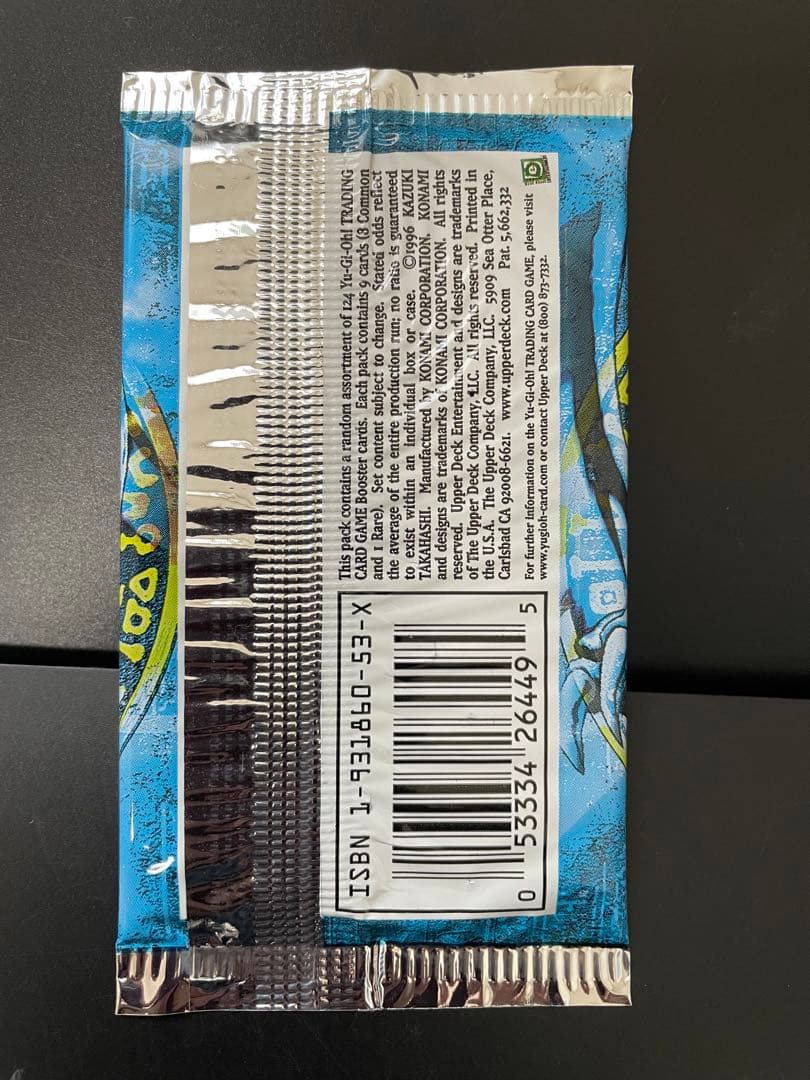 This pack contains a random assortment of 124 Yu-Gi-Oh! TRADING
CARD GAME Booster cards. Each pack contains 9 cards (8 Common
and 1 Rare). Set content subject to change. Stated odds reflect
the average of the entire production run; no ratio is guaranteed
to exist within an individual box or case. ©1996 KAZUKI
TAKAHASHI. Manufactured by KONAMI CORPORATION. KONAMI
and designs are trademarks of KONAMI CORPORATION. All rights
reserved. Upper Deck Entertainment and designs are trademarks
of The Upper Deck Company, LLC. All rights reserved. Printed in
the U.S.A. The Upper Deck Company, LLC. 5909 Sea Otter Place,
Carlsbad CA 92008-6621. www.upperdeck.com Pat. 5,662,332
For further information on the Yu-Gi-Oh! TRADING CARD GAME, please visit
www.yugioh-card.com or contact Upper Deck at (800) 873-7332.
ISBN 1-931860-53-X
0 53334 26449 5